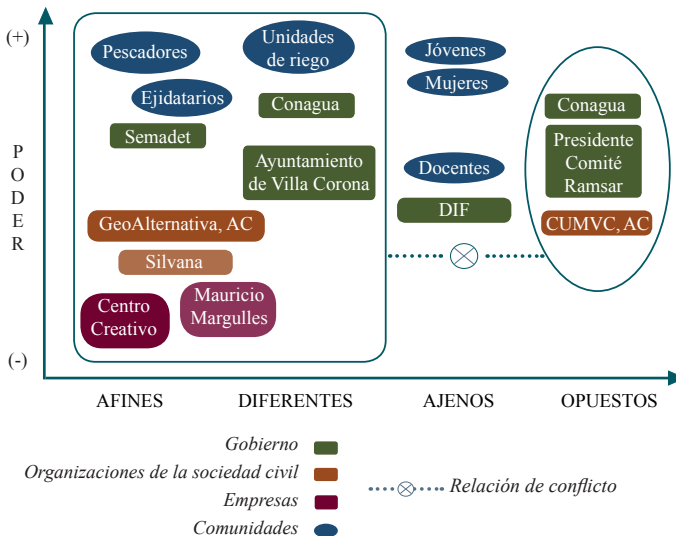 (+)
PODER
(-)
Pescadores
Ejidatarios
Semadet
Unidades
de riego
Conagua
Ayuntamiento
de Villa Corona
GeoAlternativa, AC
Silvana
Centro
Creativo
Mauricio
Margulles
Jóvenes
Mujeres
Docentes
DIF
Conagua
Presidente
Comité
Ramsar
CUMVC, AC
AFINES
DIFERENTES
AJENOS
OPUESTOS
Gobierno
Organizaciones de la sociedad civil
Empresas
Comunidades
Relación de conflicto